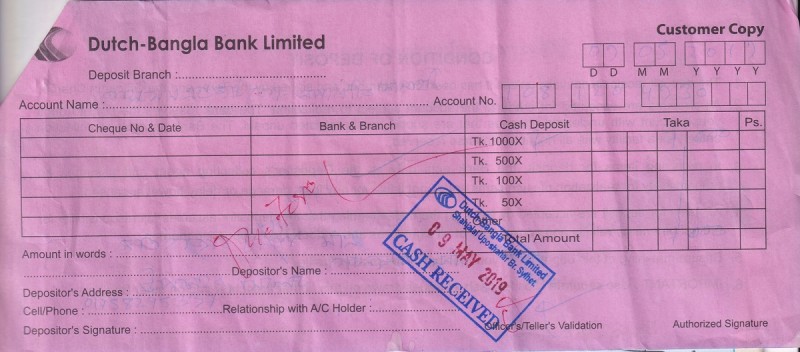 Customer Copy
Dutch-Bangla Bank Limited
D D M M Y Y Y Y
Deposit Branch :
Account Name : Account No.
Cheque No & Date Bank & Branch Cash Deposit Taka Ps.
Tk. 1000X
Tk. 500X
Tk. 100X
Tk. 50X
Total Amount
Dutch-Bangla Bank Limited
Shahjalal Uposhahar Br. Sylhet
09 MAY 2019
CASH RECEIVED
Amount in words :
Depositor's Name :
Depositor's Address :
Cell/Phone : Relationship with A/C Holder :
Depositor's Signature : Officer's/Teller's Validation Authorized Signature